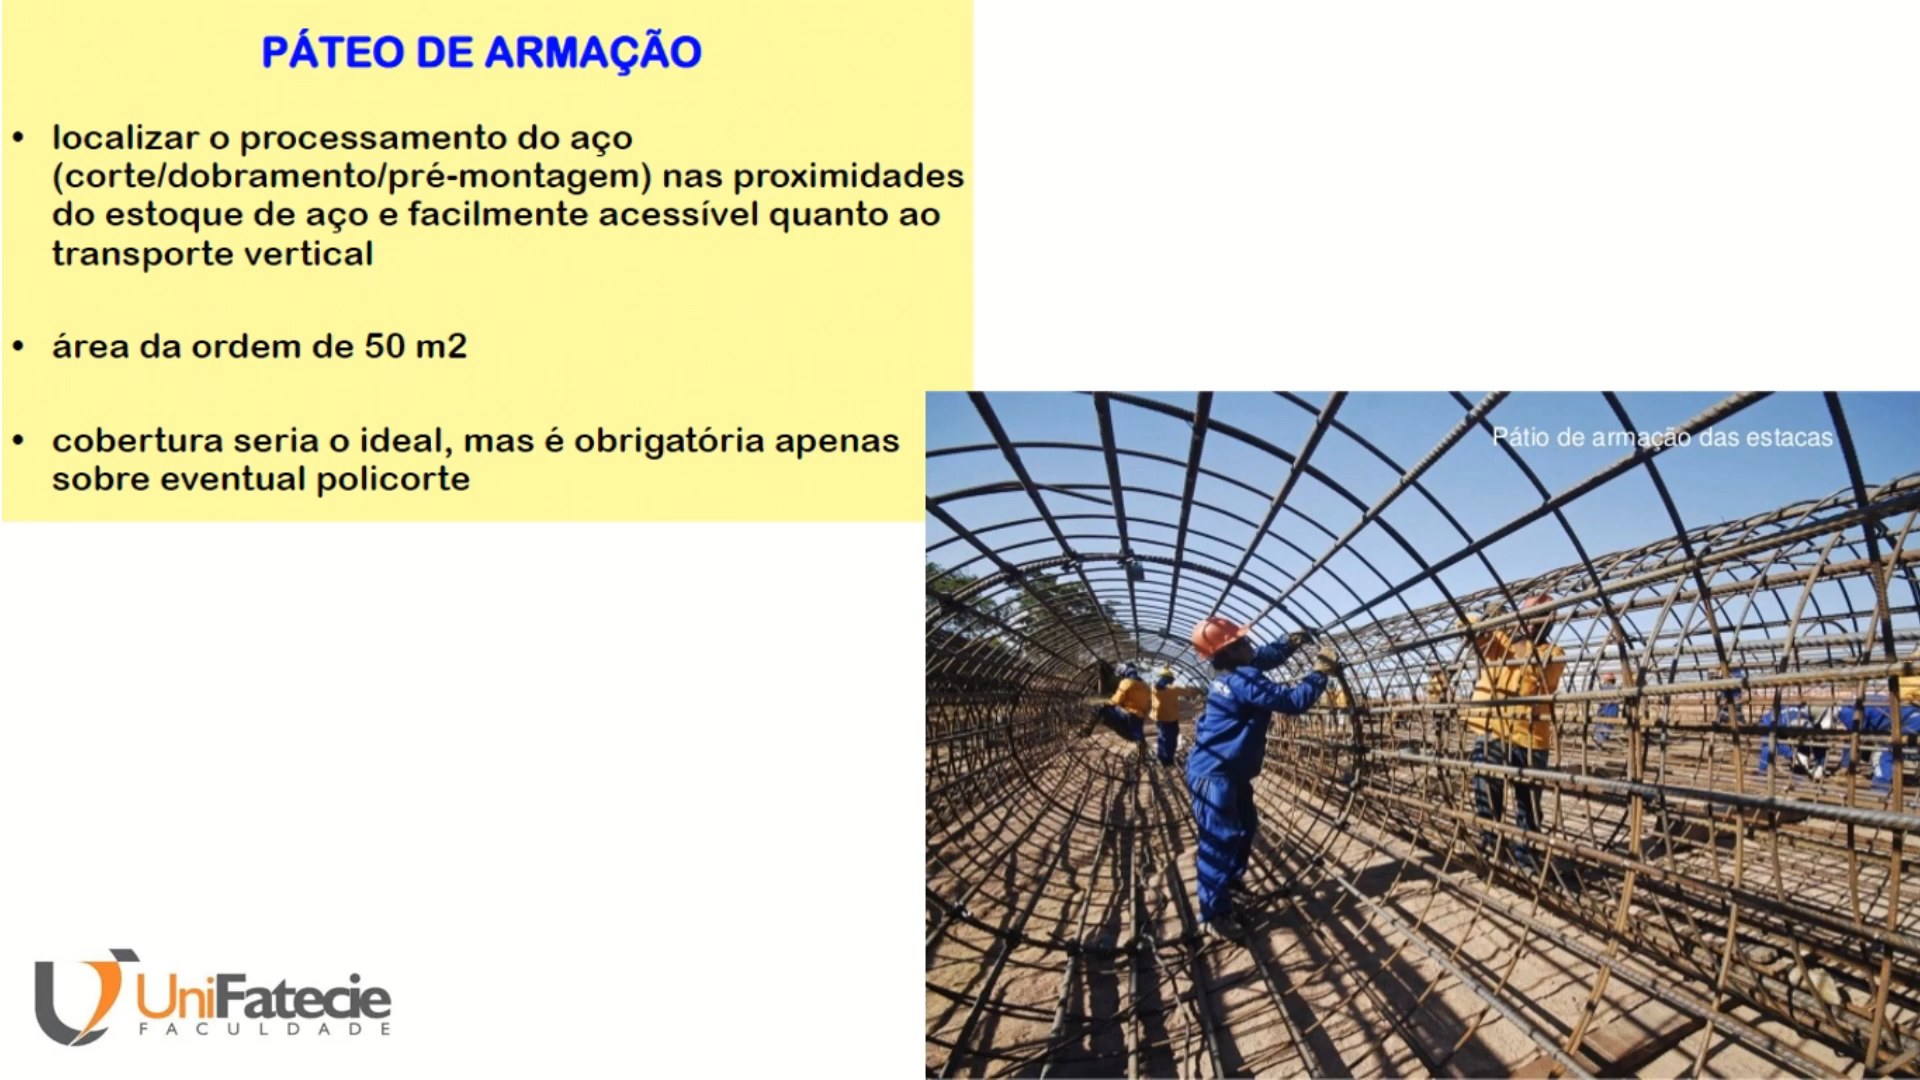 PÁTEO DE ARMAÇÃO
• localizar o processamento do aço
(corte/dobramento/pré-montagem) nas proximidades
do estoque de aço e facilmente acessível quanto ao
transporte vertical
• área da ordem de 50 m2
• cobertura seria o ideal, mas é obrigatória apenas
sobre eventual policorte
Pátio de armação das estacas
UniFatecie
FACULDADE